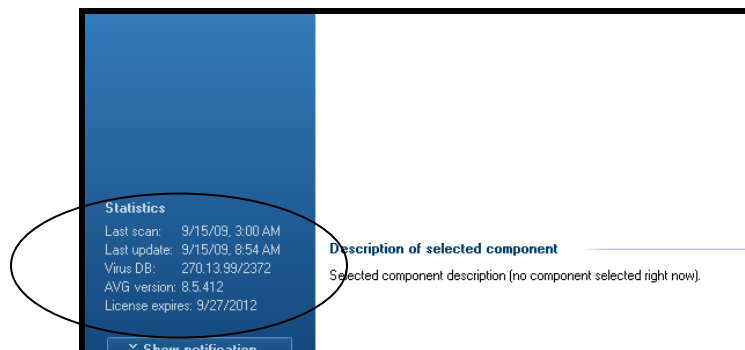 Statistics
Last scan: 9/15/09, 3:00 AM
Last update: 9/15/09, 8:54 AM
Virus DB: 270.13.99/2372
AVG version: 8.5.412
License expires: 9/27/2012
Show notification
Description of selected component
Selected component description (no component selected right now).